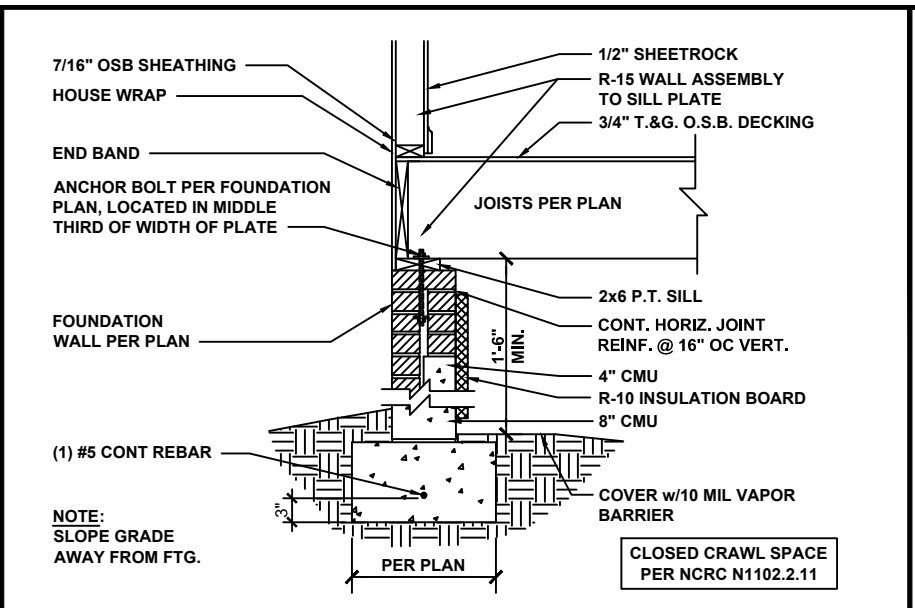 7/16" OSB SHEATHING
HOUSE WRAP
END BAND
ANCHOR BOLT PER FOUNDATION
PLAN, LOCATED IN MIDDLE
THIRD OF WIDTH OF PLATE
FOUNDATION
WALL PER PLAN
(1) #5 CONT REBAR
NOTE:
SLOPE GRADE
AWAY FROM FTG.
3"
PER PLAN
JOISTS PER PLAN
1'-6"
MIN.
1/2" SHEETROCK
R-15 WALL ASSEMBLY
TO SILL PLATE
3/4" T.&G. O.S.B. DECKING
2x6 P.T. SILL
CONT. HORIZ. JOINT
REINF. @ 16" OC VERT.
4" CMU
R-10 INSULATION BOARD
8" CMU
COVER w/10 MIL VAPOR
BARRIER
CLOSED CRAWL SPACE
PER NCRC N1102.2.11